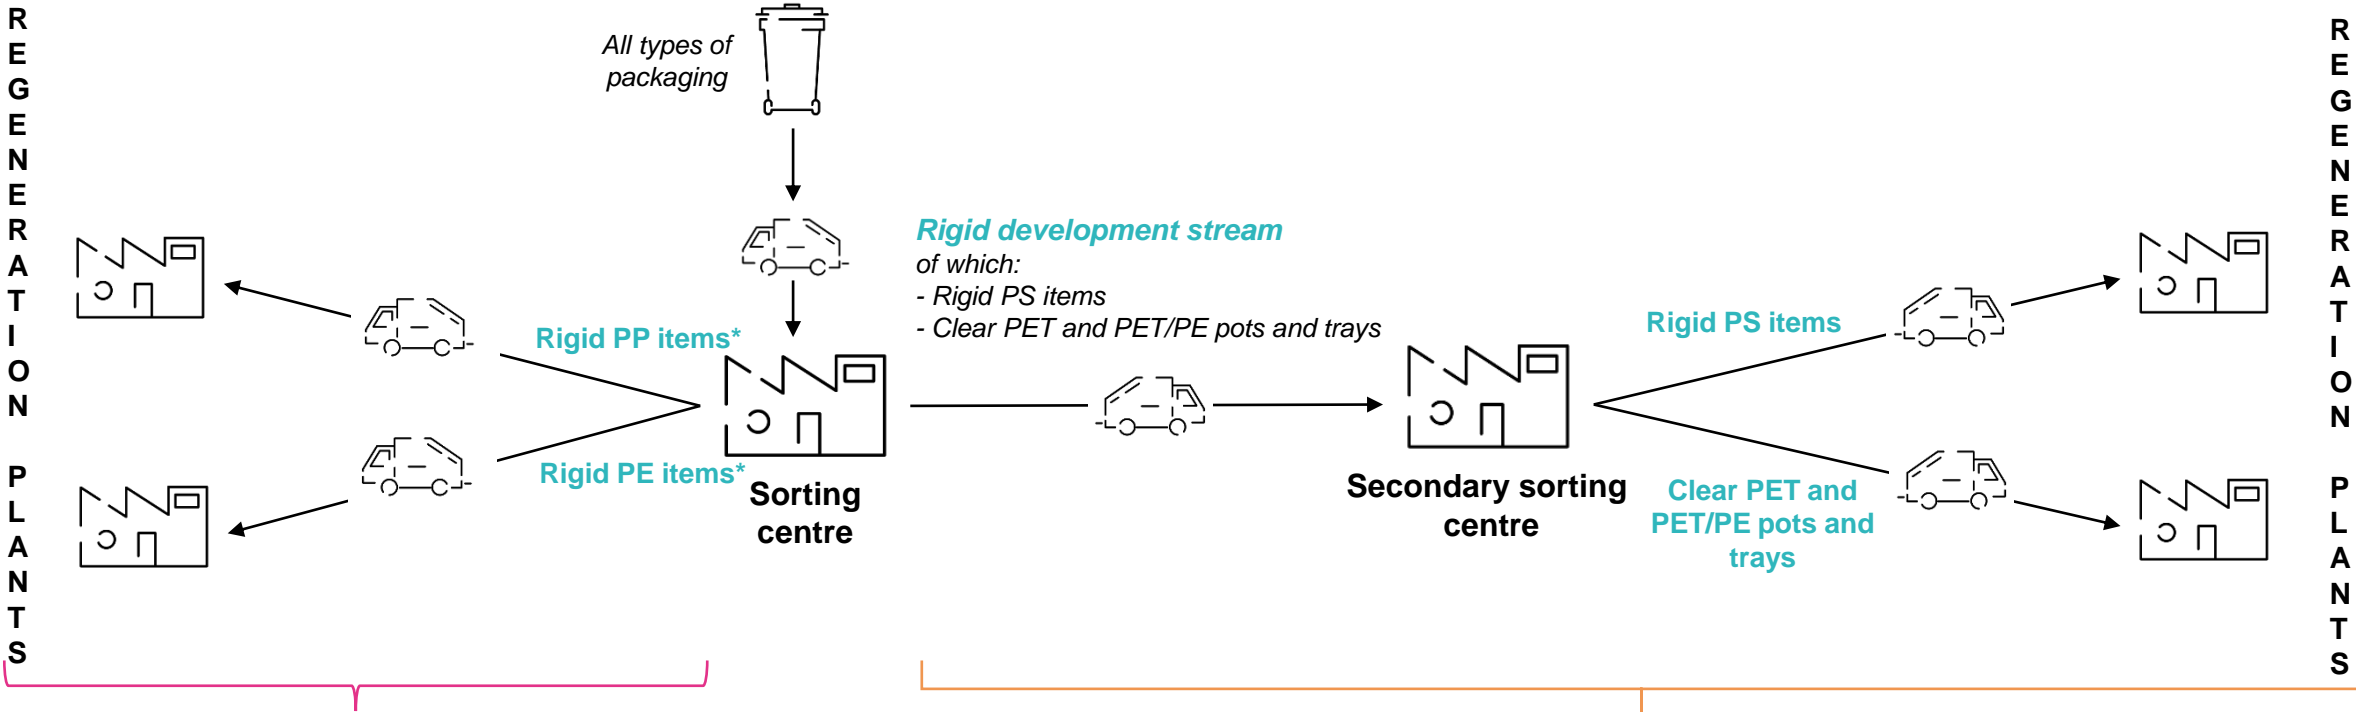 REGENERATION PLANTS
All types of
packaging
Rigid development stream
of which:
- Rigid PS items
- Clear PET and PET/PE pots and trays
Rigid PP items*
Rigid PE items*
Sorting
centre
Secondary sorting
centre
Rigid PS items
Clear PET and
PET/PE pots and
trays
REGENERATION PLANTS